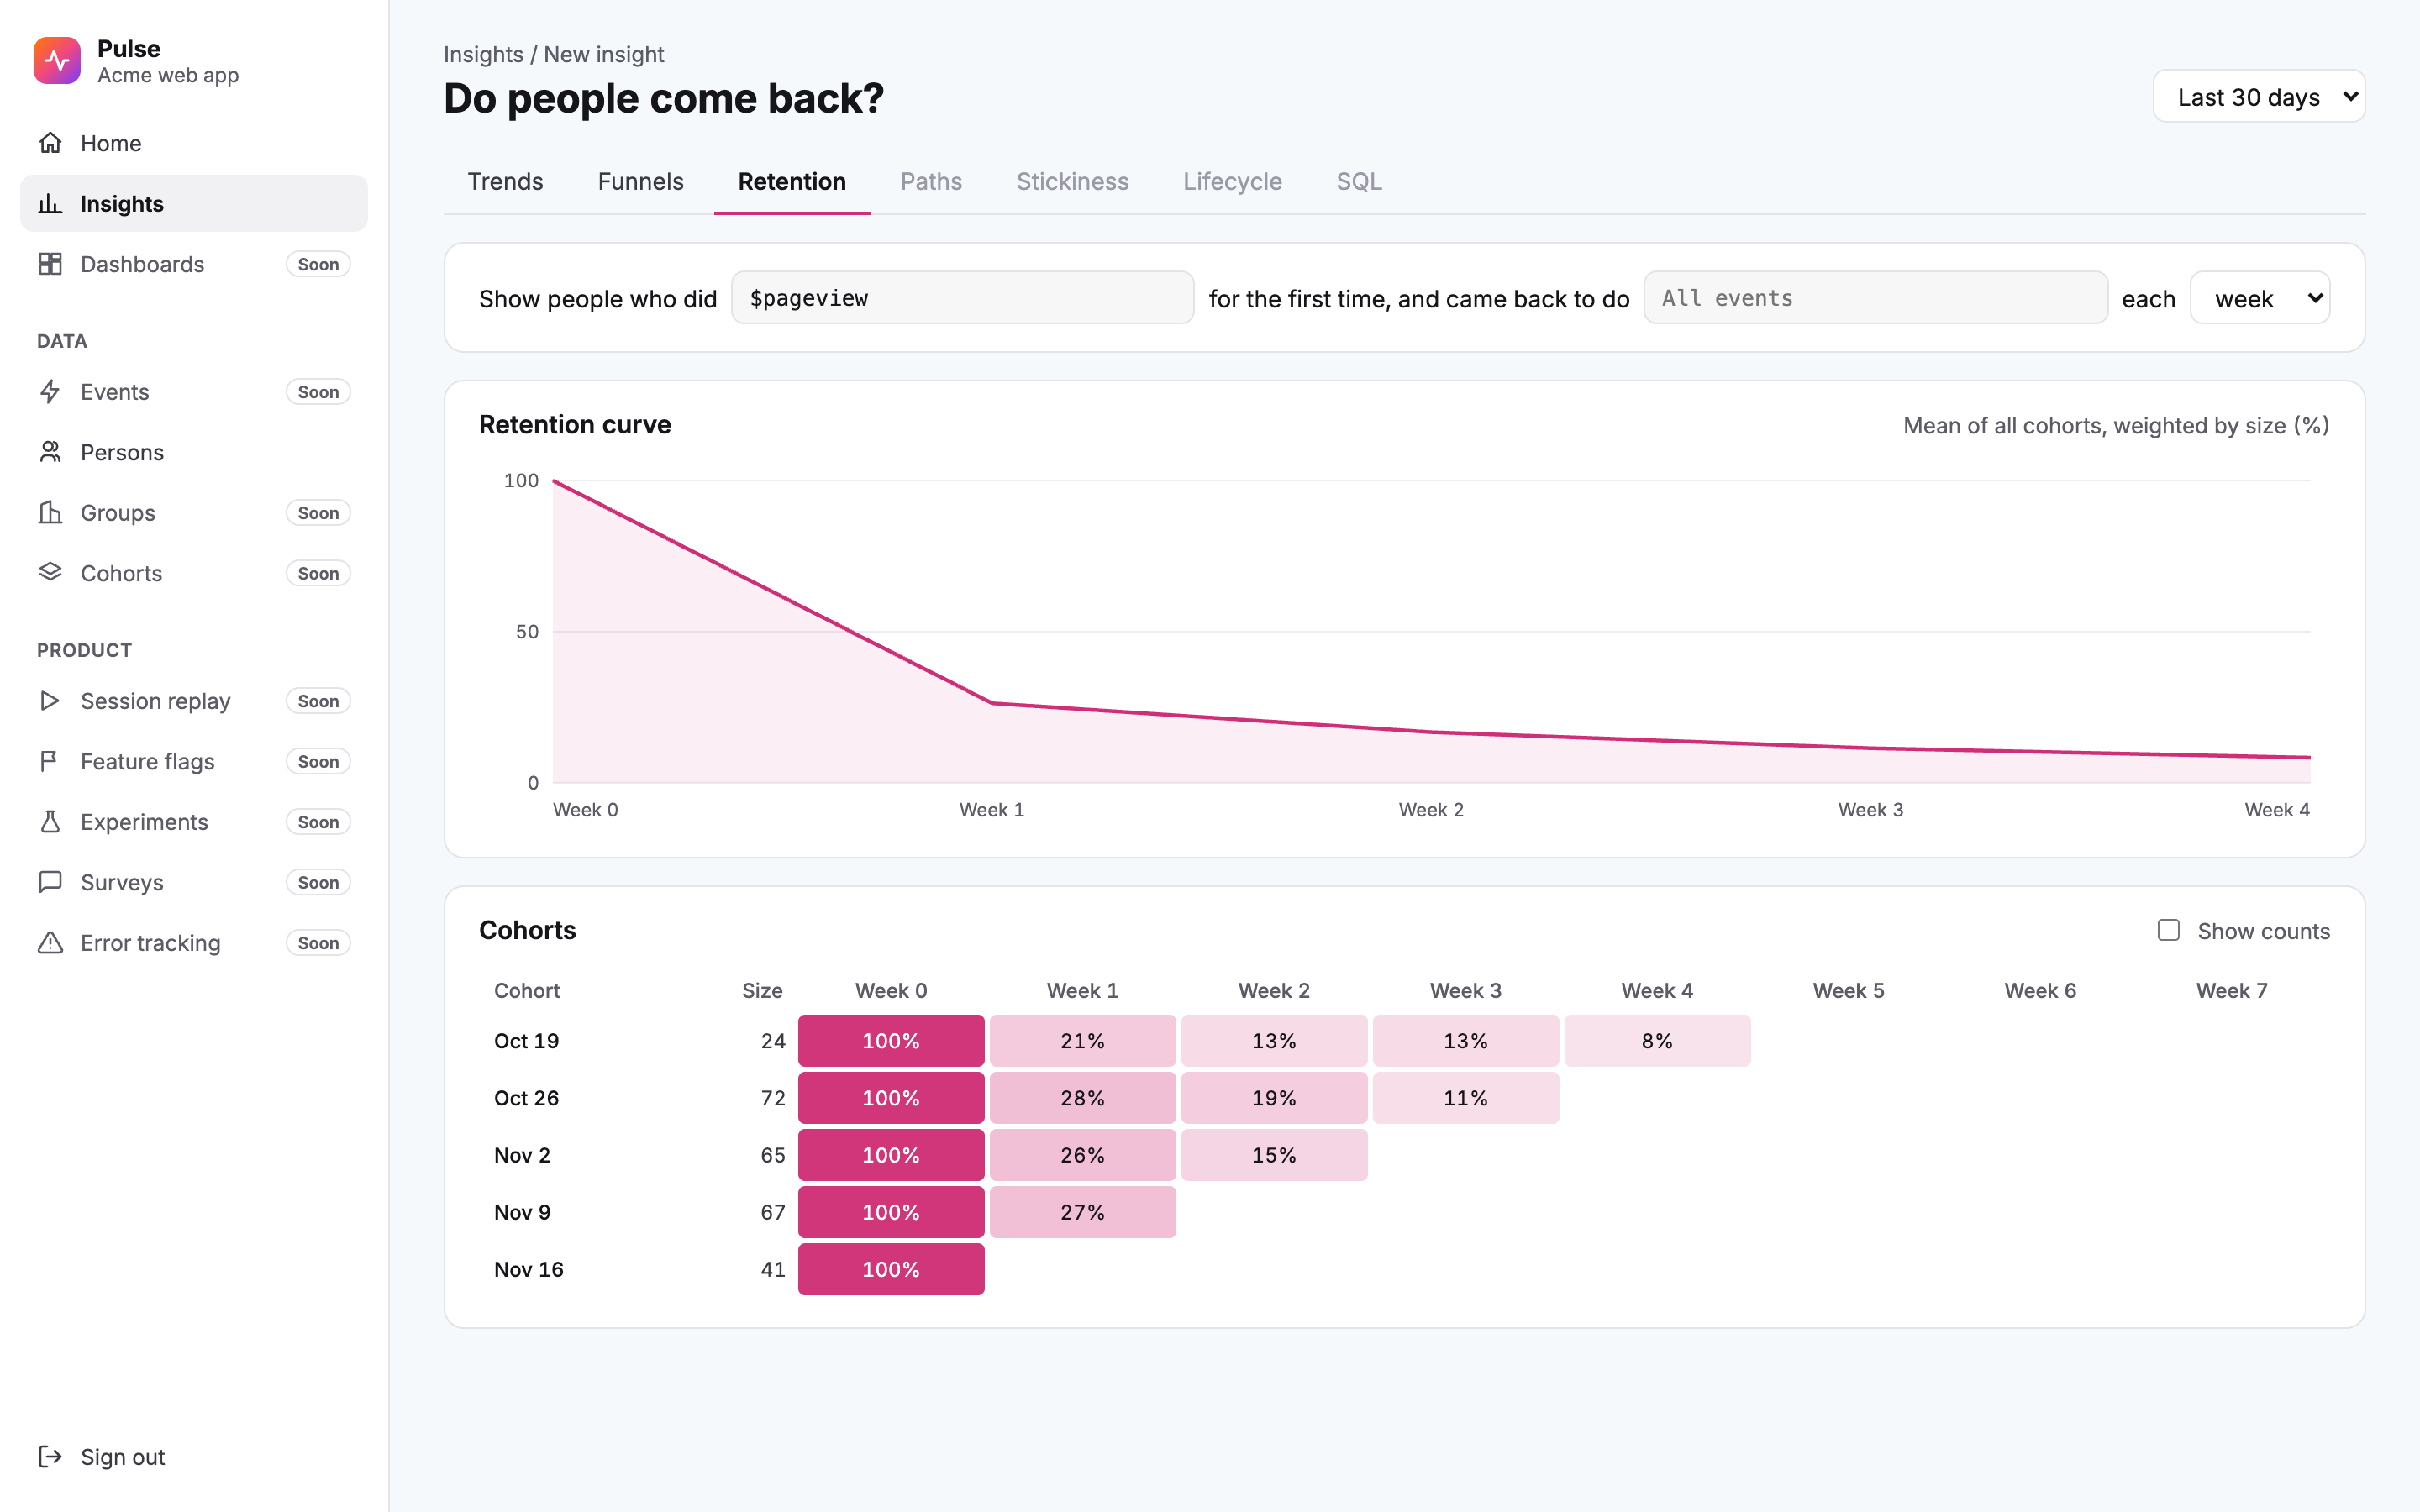 Pulse
Acme web app
Home
Insights
Dashboards Soon
DATA
Events Soon
Persons
Groups Soon
Cohorts Soon
PRODUCT
Session replay Soon
Feature flags Soon
Experiments Soon
Surveys Soon
Error tracking Soon
Sign out
Insights / New insight
Do people come back?
Last 30 days
Trends Funnels Retention Paths Stickiness Lifecycle SQL
Show people who did $pageview for the first time, and came back to do All events each week
Retention curve Mean of all cohorts, weighted by size (%)
100
50
0
Week 0 Week 1 Week 2 Week 3 Week 4
Cohorts Show counts
Cohort Size Week 0 Week 1 Week 2 Week 3 Week 4 Week 5 Week 6 Week 7
Oct 19 24 100% 21% 13% 13% 8%
Oct 26 72 100% 28% 19% 11%
Nov 2 65 100% 26% 15%
Nov 9 67 100% 27%
Nov 16 41 100%